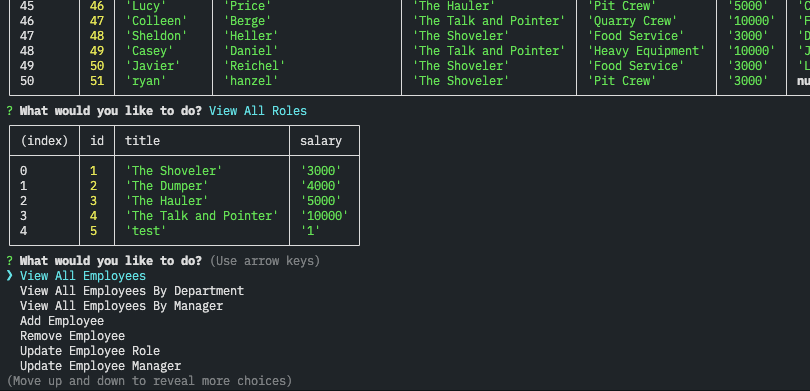 45 46 'Lucy' 'Price' 'The Hauler' 'Pit Crew' '5000'
46 47 'Colleen' 'Berge' 'The Talk and Pointer' 'Quarry Crew' '10000' 'F
47 48 'Sheldon' 'Heller' 'The Shoveler' 'Food Service' '3000' 'D
48 49 'Casey' 'Daniel' 'The Talk and Pointer' 'Heavy Equipment' '10000' 'J
49 50 'Javier' 'Reichel' 'The Shoveler' 'Food Service' '3000' 'L
50 51 'ryan' 'hanzel' 'The Shoveler' 'Pit Crew' '3000' nu
? What would you like to do? View All Roles
(index) id title salary
0 1 'The Shoveler' '3000'
1 2 'The Dumper' '4000'
2 3 'The Hauler' '5000'
3 4 'The Talk and Pointer' '10000'
4 5 'test' '1'
? What would you like to do? (Use arrow keys)
❯ View All Employees
View All Employees By Department
View All Employees By Manager
Add Employee
Remove Employee
Update Employee Role
Update Employee Manager
(Move up and down to reveal more choices)